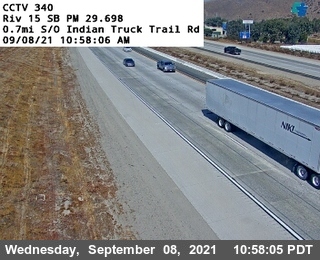 CCTV 340
Riv 15 SB PM 29.698
0.7mi S/O Indian Truck Trail Rd
09/08/21 10:58:06 AM
Wednesday, September 08, 2021 10:58:05 PDT